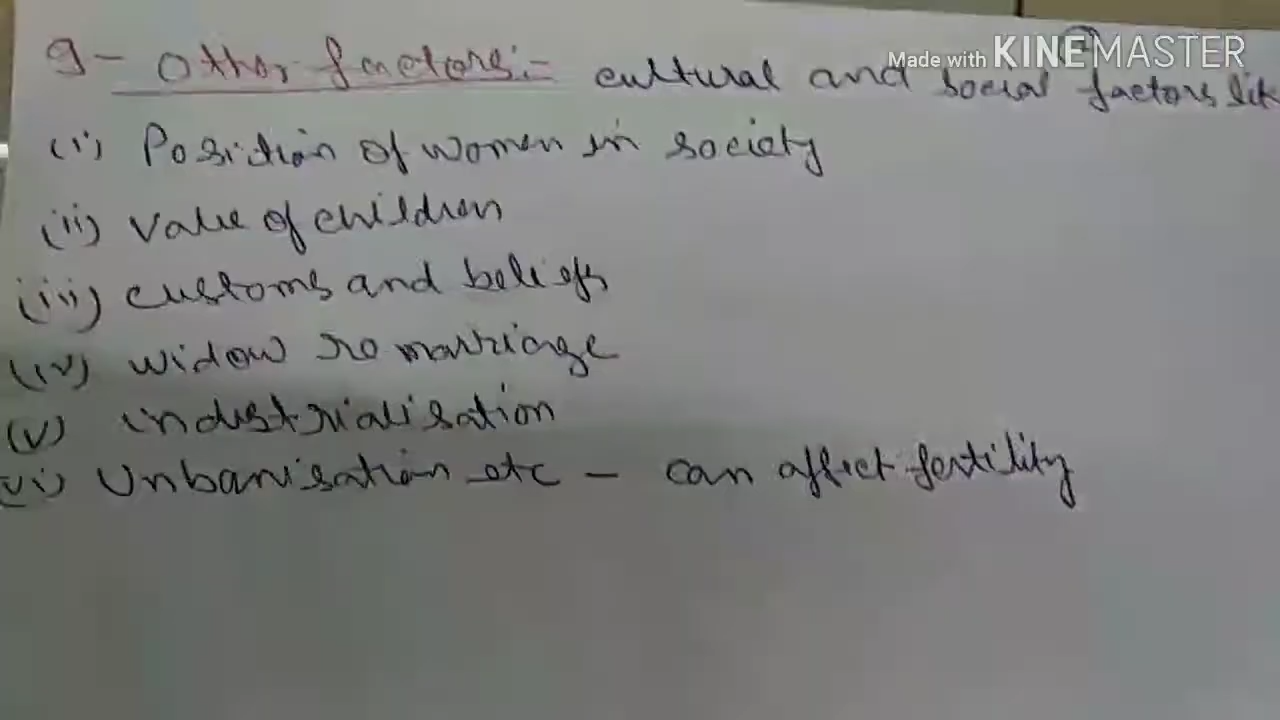 Made with KINEMASTER
9- Other factors:- cultural and social factors lik
(i) Position of women in society
(ii) Value of children
(iii) customs and beliefs
(iv) widow remarriage
(v) industrialisation
(vi) Urbanisation etc - can affect fertility